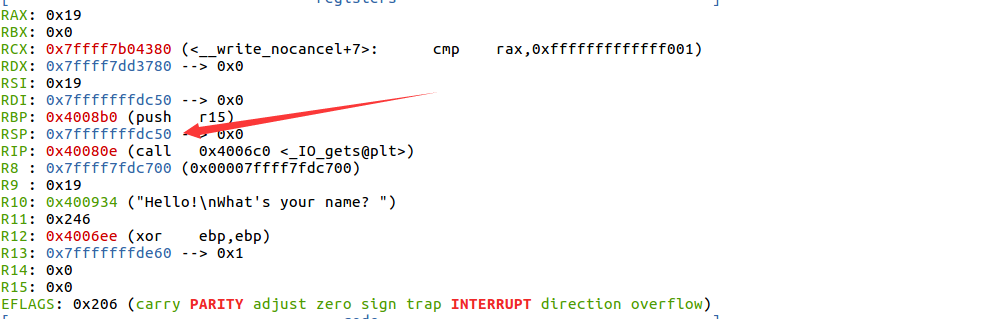 [ registers ]
RAX: 0x19
RBX: 0x0
RCX: 0x7ffff7b04380 (<__write_nocancel+7>: cmp rax,0xfffffffffffff001)
RDX: 0x7ffff7dd3780 --> 0x0
RSI: 0x19
RDI: 0x7fffffffdc50 --> 0x0
RBP: 0x4008b0 (push r15)
RSP: 0x7fffffffdc50 --> 0x0
RIP: 0x40080e (call 0x4006c0 <_IO_gets@plt>)
R8 : 0x7ffff7fdc700 (0x00007ffff7fdc700)
R9 : 0x19
R10: 0x400934 ("Hello!\nWhat's your name? ")
R11: 0x246
R12: 0x4006ee (xor ebp,ebp)
R13: 0x7fffffffde60 --> 0x1
R14: 0x0
R15: 0x0
EFLAGS: 0x206 (carry PARITY adjust zero sign trap INTERRUPT direction overflow)
[ code ]